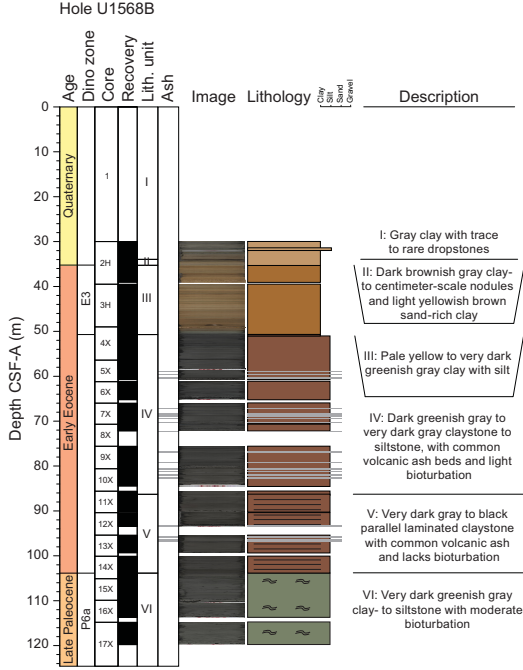 Hole U1568B
Age
Dino zone
Core
Recovery
Lith. unit
Ash
Image
Lithology
Clay
Silt
Sand
Gravel
Description
Depth CSF-A (m)
0
10
20
30
40
50
60
70
80
90
100
110
120
Quaternary
Early Eocene
Late Paleocene
E3
P6a
1
2H
3H
4X
5X
6X
7X
8X
9X
10X
11X
12X
13X
14X
15X
16X
17X
I
II
III
IV
V
VI
I: Gray clay with trace
to rare dropstones
II: Dark brownish gray clay-
to centimeter-scale nodules
and light yellowish brown
sand-rich clay
III: Pale yellow to very dark
greenish gray clay with silt
IV: Dark greenish gray to
very dark gray claystone to
siltstone, with common
volcanic ash beds and light
bioturbation
V: Very dark gray to black
parallel laminated claystone
with common volcanic ash
and lacks bioturbation
VI: Very dark greenish gray
clay- to siltstone with moderate
bioturbation